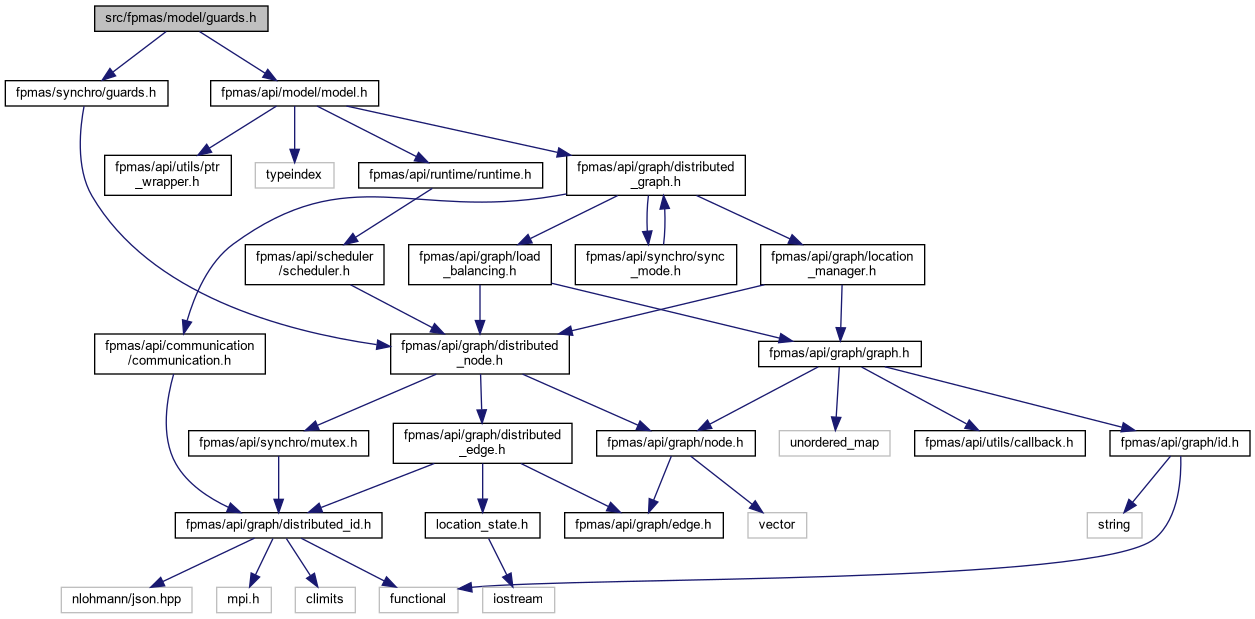 src/fpmas/model/guards.h
fpmas/synchro/guards.h
fpmas/api/model/model.h
fpmas/api/utils/ptr
_wrapper.h
typeindex
fpmas/api/runtime/runtime.h
fpmas/api/graph/distributed
_graph.h
fpmas/api/scheduler
/scheduler.h
fpmas/api/graph/load
_balancing.h
fpmas/api/synchro/sync
_mode.h
fpmas/api/graph/location
_manager.h
fpmas/api/communication
/communication.h
fpmas/api/graph/distributed
_node.h
fpmas/api/graph/graph.h
fpmas/api/synchro/mutex.h
fpmas/api/graph/distributed
_edge.h
fpmas/api/graph/node.h
unordered_map
fpmas/api/utils/callback.h
fpmas/api/graph/id.h
fpmas/api/graph/distributed_id.h
location_state.h
fpmas/api/graph/edge.h
vector
string
nlohmann/json.hpp
mpi.h
climits
functional
iostream